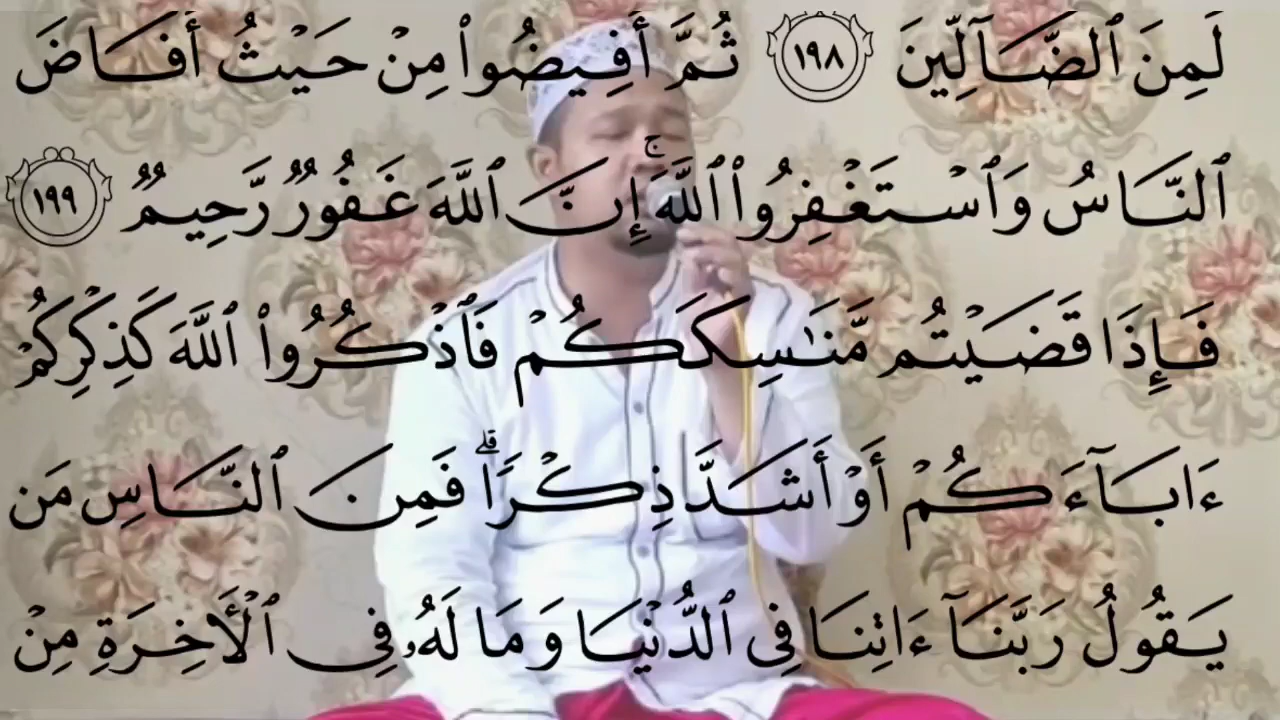 لَمِنَ ٱلضَّآلِّينَ ١٩٨ ثُمَّ أَفِيضُوا۟ مِنْ حَيْثُ أَفَاضَ
ٱلنَّاسُ وَٱسْتَغْفِرُوا۟ ٱللَّهَ ۚ إِنَّ ٱللَّهَ غَفُورٌ رَّحِيمٌ ١٩٩
فَإِذَا قَضَيْتُم مَّنَٰسِكَكُمْ فَٱذْكُرُوا۟ ٱللَّهَ كَذِكْرِكُمْ
ءَابَآءَكُمْ أَوْ أَشَدَّ ذِكْرًا ۗ فَمِنَ ٱلنَّاسِ مَن
يَقُولُ رَبَّنَآ ءَاتِنَا فِى ٱلدُّنْيَا وَمَا لَهُۥ فِى ٱلْأَخِرَةِ مِنْ